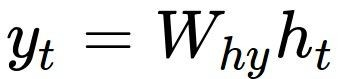 y_t = W_{hy}h_t